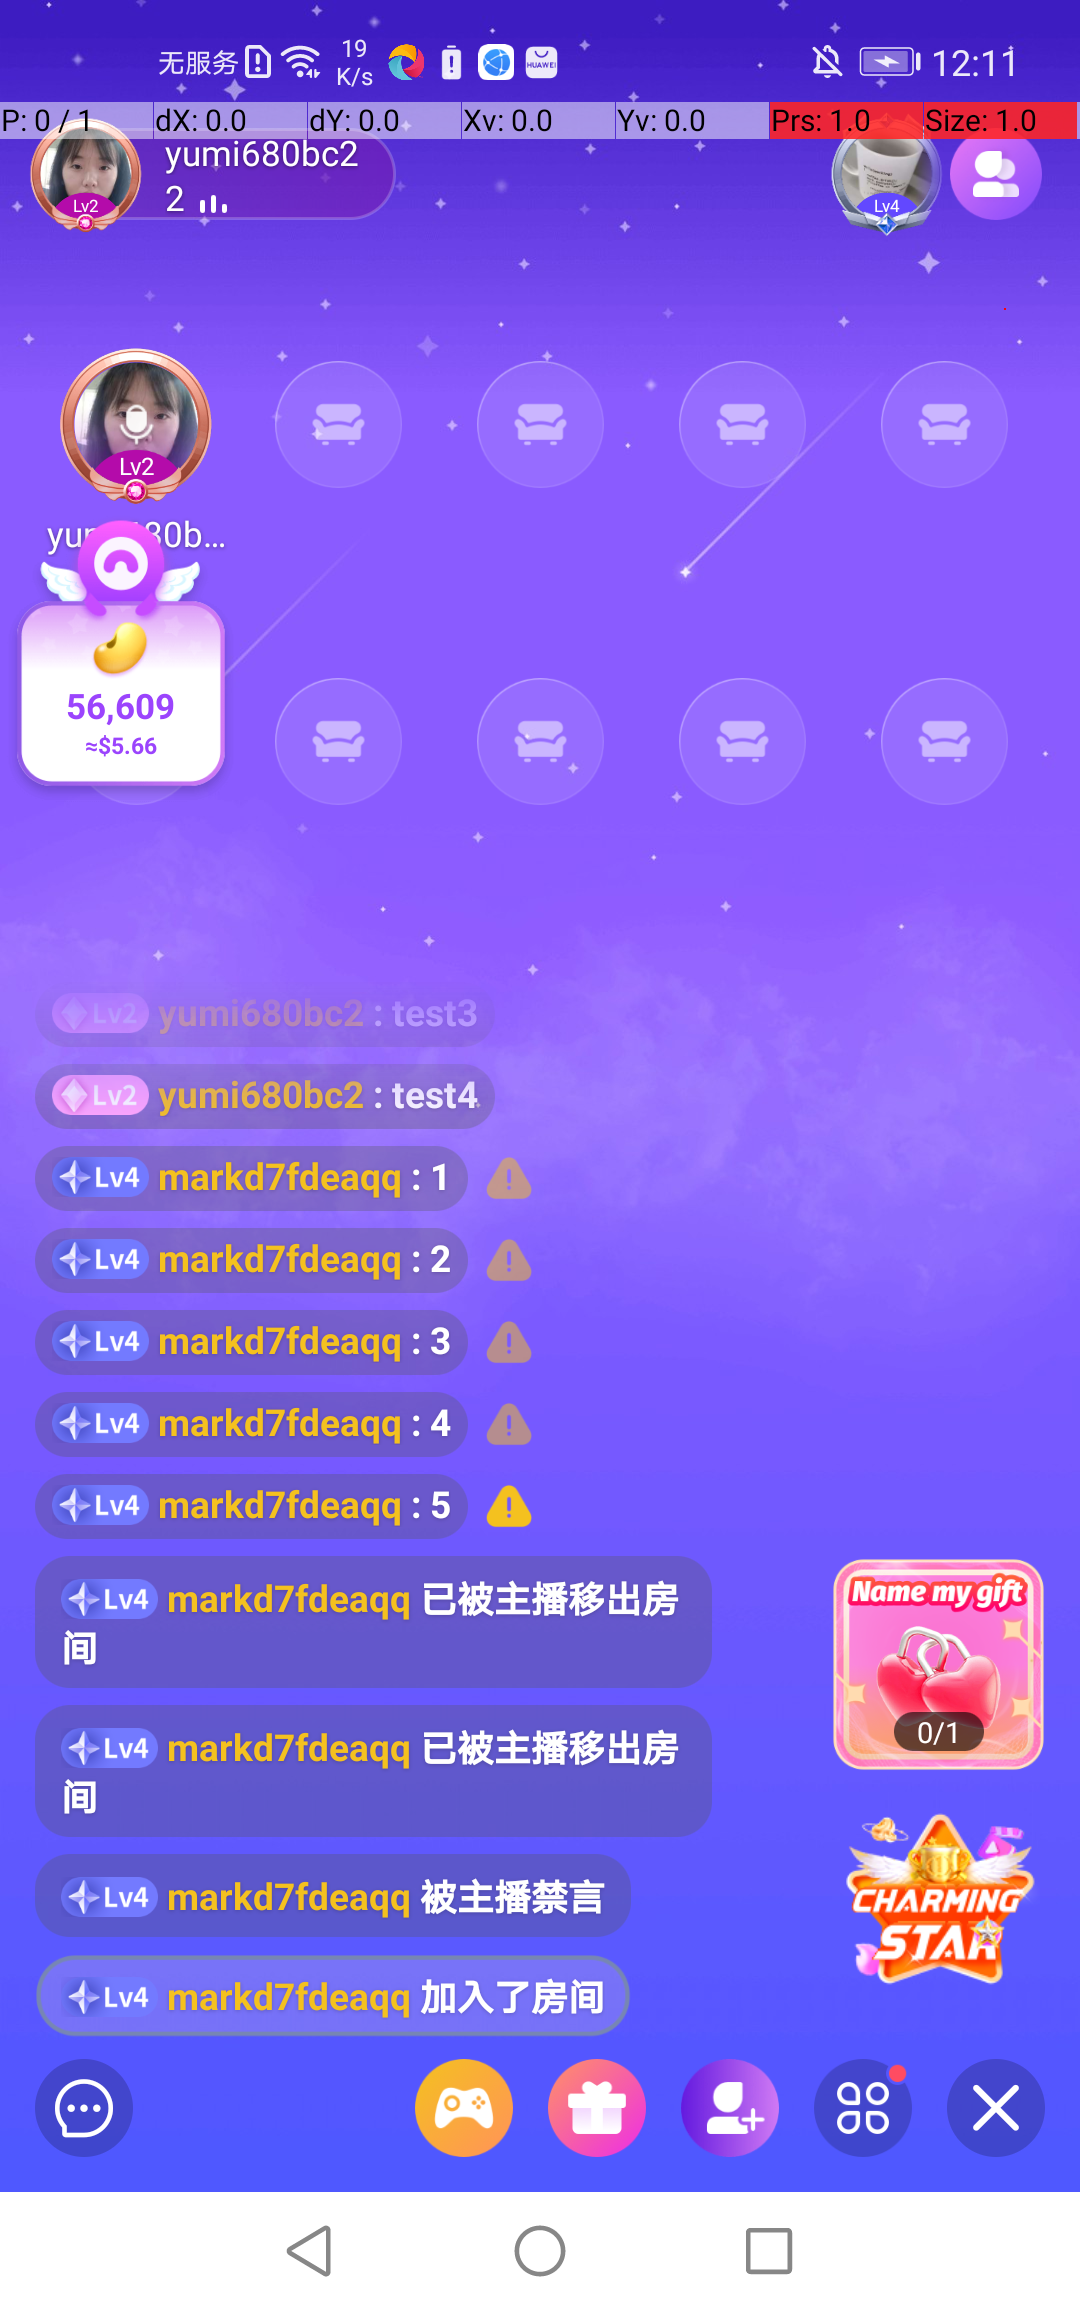 无服务 19 K/s HUAWEI 12:11
P: 0 / 1 dX: 0.0 dY: 0.0 Xv: 0.0 Yv: 0.0 Prs: 1.0 Size: 1.0
yumi680bc2
2
Lv2
Lv4
Lv2
yumi680b...
56,609
≈$5.66
Lv2 yumi680bc2 : test3
Lv2 yumi680bc2 : test4
Lv4 markd7fdeaqq : 1
Lv4 markd7fdeaqq : 2
Lv4 markd7fdeaqq : 3
Lv4 markd7fdeaqq : 4
Lv4 markd7fdeaqq : 5
Lv4 markd7fdeaqq 已被主播移出房
间
Lv4 markd7fdeaqq 已被主播移出房
间
Lv4 markd7fdeaqq 被主播禁言
Lv4 markd7fdeaqq 加入了房间
Name my gift
0/1
CHARMING
STAR